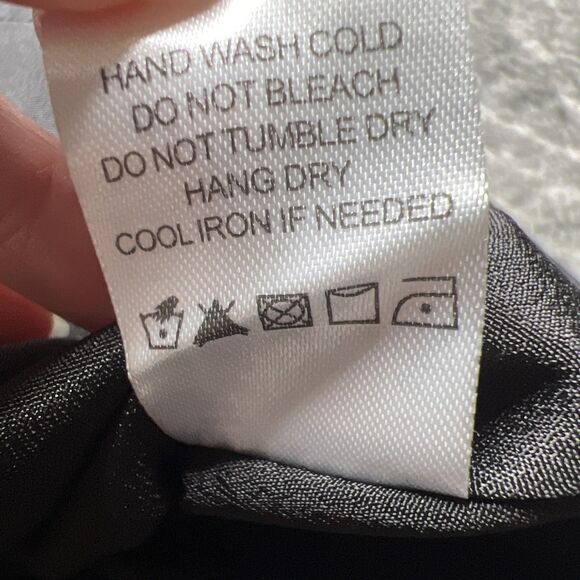 HAND WASH COLD
DO NOT BLEACH
DO NOT TUMBLE DRY
HANG DRY
COOL IRON IF NEEDED